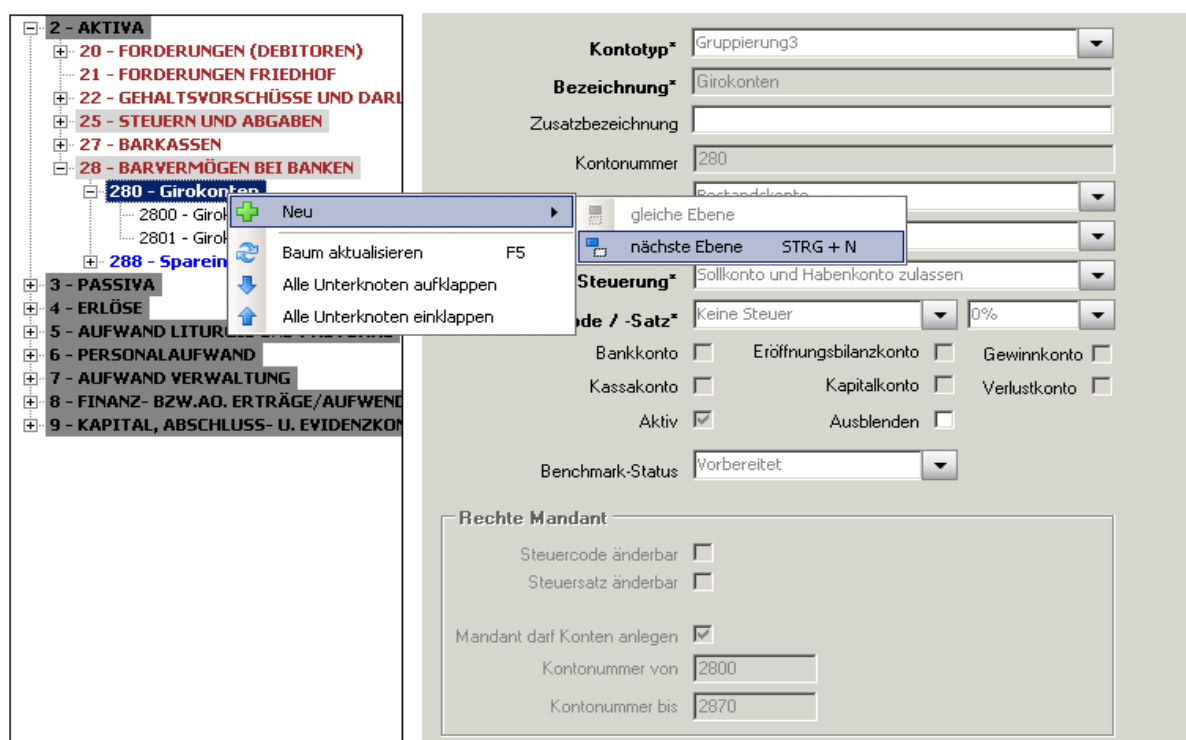 2 - AKTIVA
20 - FORDERUNGEN (DEBITOREN)
21 - FORDERUNGEN FRIEDHOF
22 - GEHALTSVORSCHÜSSE UND DARL
25 - STEUERN UND ABGABEN
27 - BARKASSEN
28 - BARVERMÖGEN BEI BANKEN
280 - Girokonten
2800 - Girok
2801 - Girok
288 - Sparein
3 - PASSIVA
4 - ERLÖSE
5 - AUFWAND
6 - PERSONALAUFWAND
7 - AUFWAND VERWALTUNG
8 - FINANZ- BZW.AO. ERTRÄGE/AUFWEND
9 - KAPITAL, ABSCHLUSS- U. EVIDENZKON
Neu
Baum aktualisieren F5
Alle Unterknoten aufklappen
Alle Unterknoten einklappen
gleiche Ebene
nächste Ebene STRG + N
Kontotyp* Gruppierung3
Bezeichnung* Girokonten
Zusatzbezeichnung
Kontonummer 280
Bestandskonto
Steuerung* Sollkonto und Habenkonto zulassen
ode / -Satz* Keine Steuer 0%
Bankkonto Eröffnungsbilanzkonto Gewinnkonto
Kassakonto Kapitalkonto Verlustkonto
Aktiv Ausblenden
Benchmark-Status Vorbereitet
Rechte Mandant
Steuercode änderbar
Steuersatz änderbar
Mandant darf Konten anlegen
Kontonummer von 2800
Kontonummer bis 2870